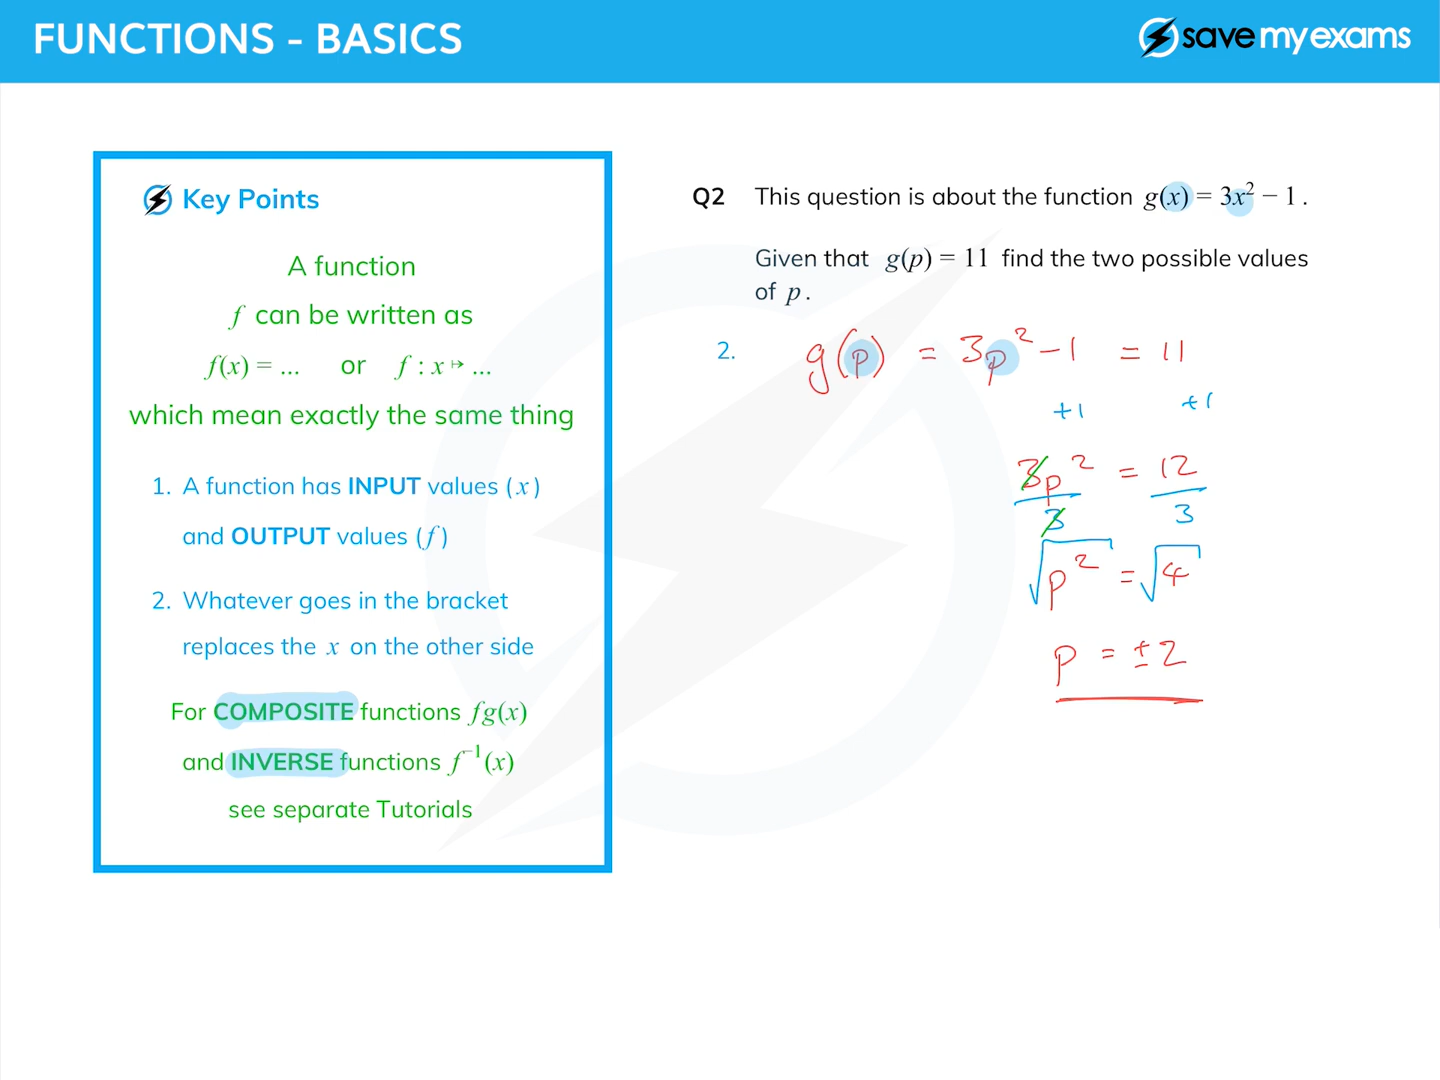 FUNCTIONS - BASICS
save my exams
Key Points
A function
f can be written as
f(x) = ... or f : x ↦ ...
which mean exactly the same thing
1. A function has INPUT values (x)
and OUTPUT values (f)
2. Whatever goes in the bracket
replaces the x on the other side
For COMPOSITE functions fg(x)
and INVERSE functions f⁻¹(x)
see separate Tutorials
Q2 This question is about the function g(x) = 3x² − 1.
Given that g(p) = 11 find the two possible values
of p.
2. g(p) = 3p² − 1 = 11
+1 +1
3p² = 12
3 3
√p² = √4
p = ±2